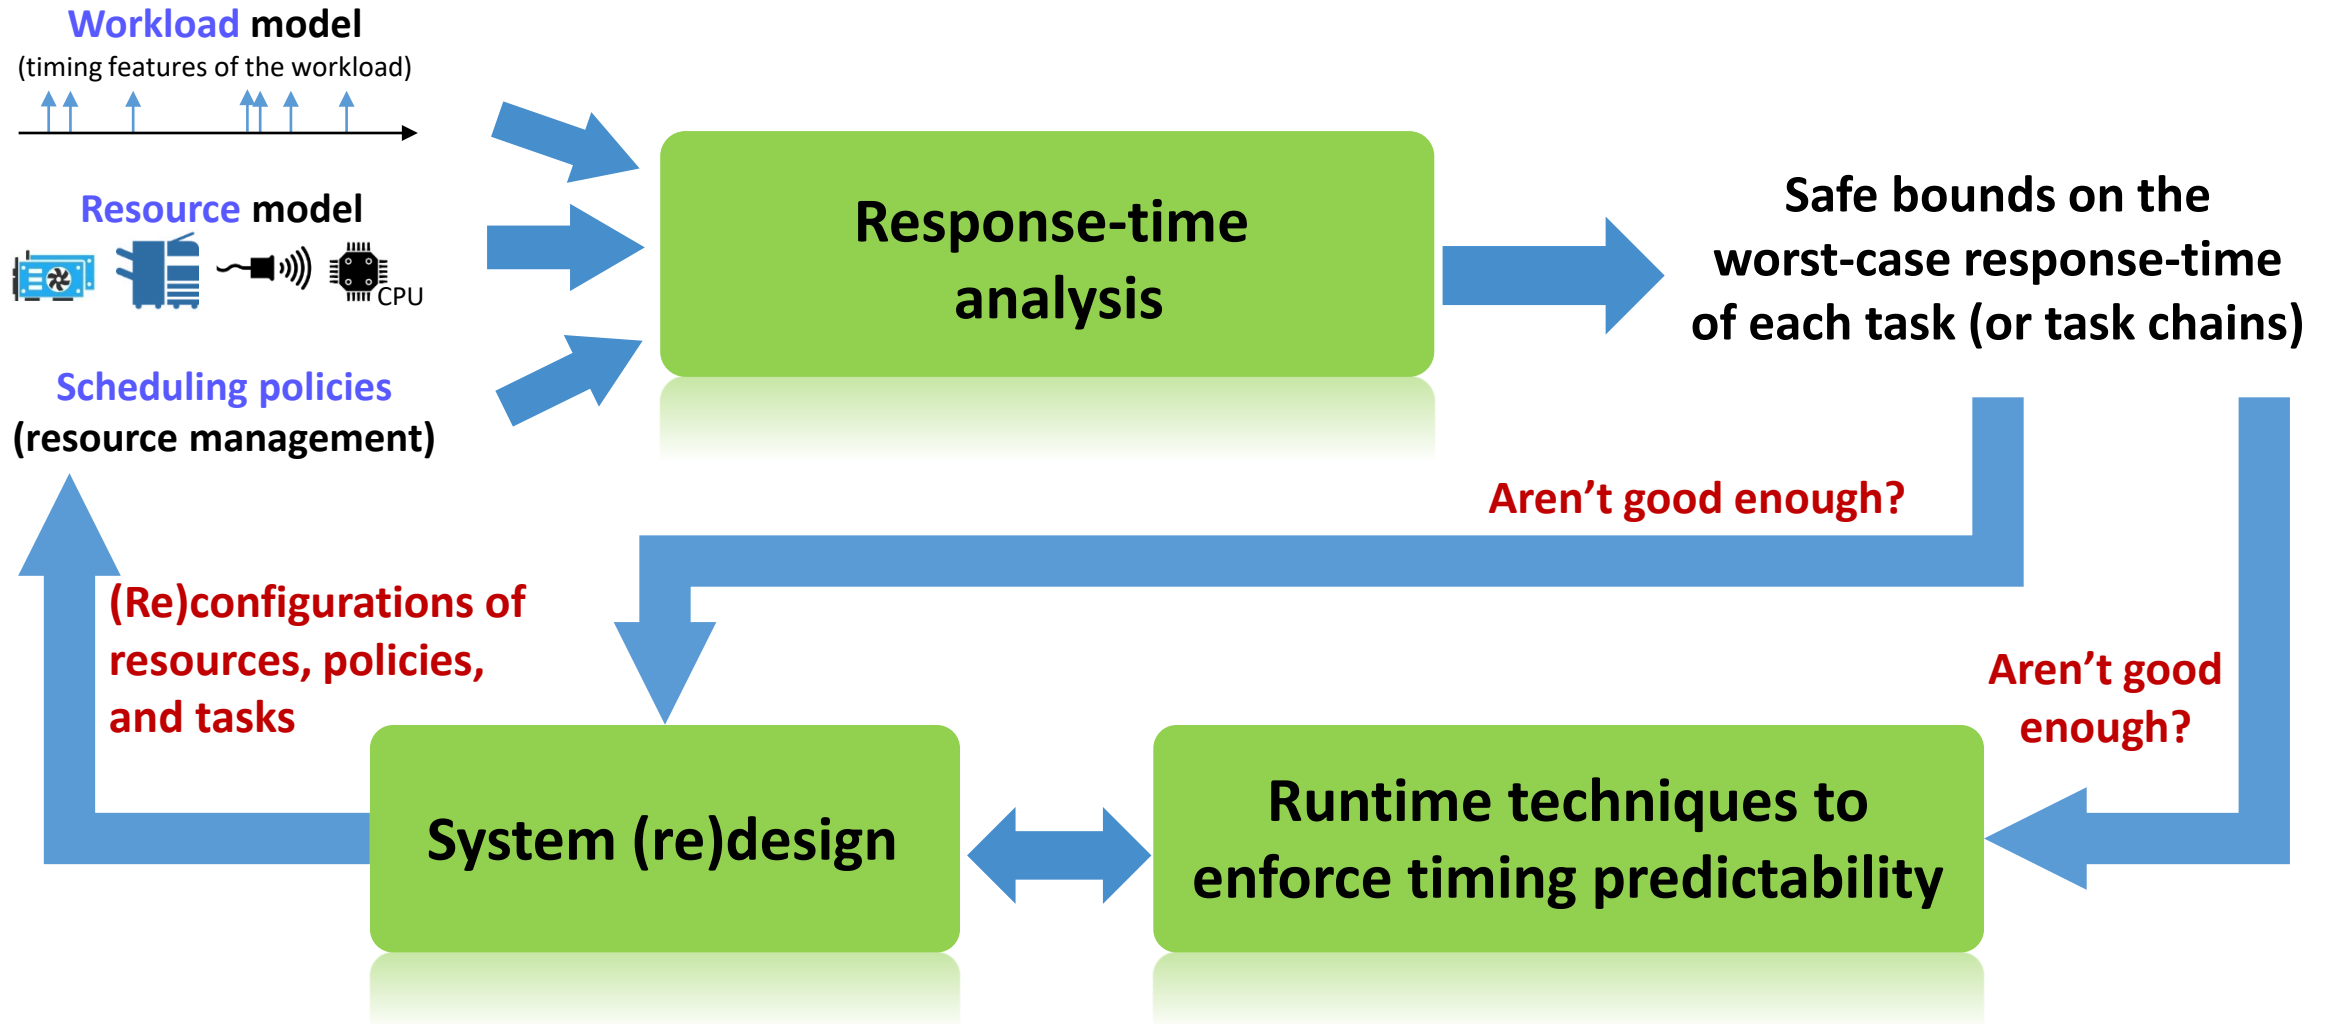 Workload model
(timing features of the workload)
Resource model
CPU
Scheduling policies
(resource management)
Response-time
analysis
Safe bounds on the
worst-case response-time
of each task (or task chains)
Aren’t good enough?
(Re)configurations of
resources, policies,
and tasks
Aren’t good
enough?
System (re)design
Runtime techniques to
enforce timing predictability